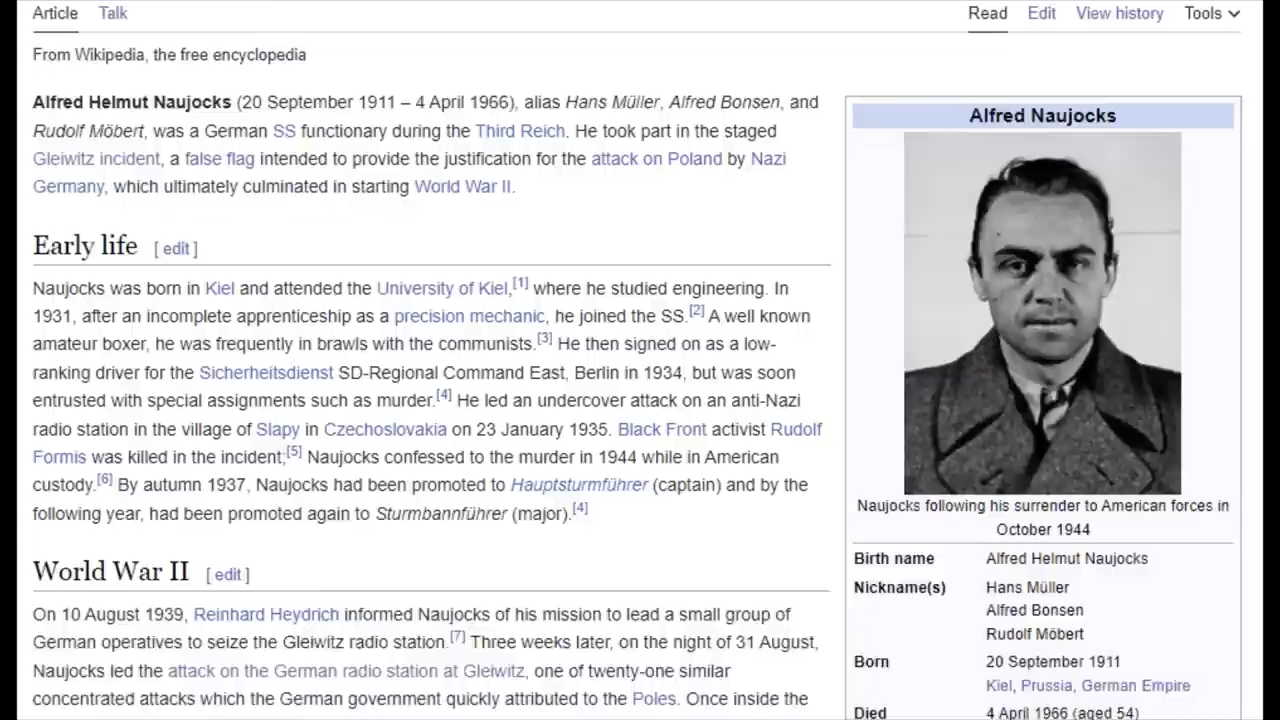 Article Talk Read Edit View history Tools
From Wikipedia, the free encyclopedia
Alfred Helmut Naujocks (20 September 1911 – 4 April 1966), alias Hans Müller, Alfred Bonsen, and
Rudolf Möbert, was a German SS functionary during the Third Reich. He took part in the staged
Gleiwitz incident, a false flag intended to provide the justification for the attack on Poland by Nazi
Germany, which ultimately culminated in starting World War II.
Early life [ edit ]
Naujocks was born in Kiel and attended the University of Kiel,[1] where he studied engineering. In
1931, after an incomplete apprenticeship as a precision mechanic, he joined the SS.[2] A well known
amateur boxer, he was frequently in brawls with the communists.[3] He then signed on as a low-
ranking driver for the Sicherheitsdienst SD-Regional Command East, Berlin in 1934, but was soon
entrusted with special assignments such as murder.[4] He led an undercover attack on an anti-Nazi
radio station in the village of Slapy in Czechoslovakia on 23 January 1935. Black Front activist Rudolf
Formis was killed in the incident;[5] Naujocks confessed to the murder in 1944 while in American
custody.[6] By autumn 1937, Naujocks had been promoted to Hauptsturmführer (captain) and by the
following year, had been promoted again to Sturmbannführer (major).[4]
World War II [ edit ]
On 10 August 1939, Reinhard Heydrich informed Naujocks of his mission to lead a small group of
German operatives to seize the Gleiwitz radio station.[7] Three weeks later, on the night of 31 August,
Naujocks led the attack on the German radio station at Gleiwitz, one of twenty-one similar
concentrated attacks which the German government quickly attributed to the Poles. Once inside the
Alfred Naujocks
Naujocks following his surrender to American forces in
October 1944
Birth name Alfred Helmut Naujocks
Nickname(s) Hans Müller
Alfred Bonsen
Rudolf Möbert
Born 20 September 1911
Kiel, Prussia, German Empire
Died 4 April 1966 (aged 54)